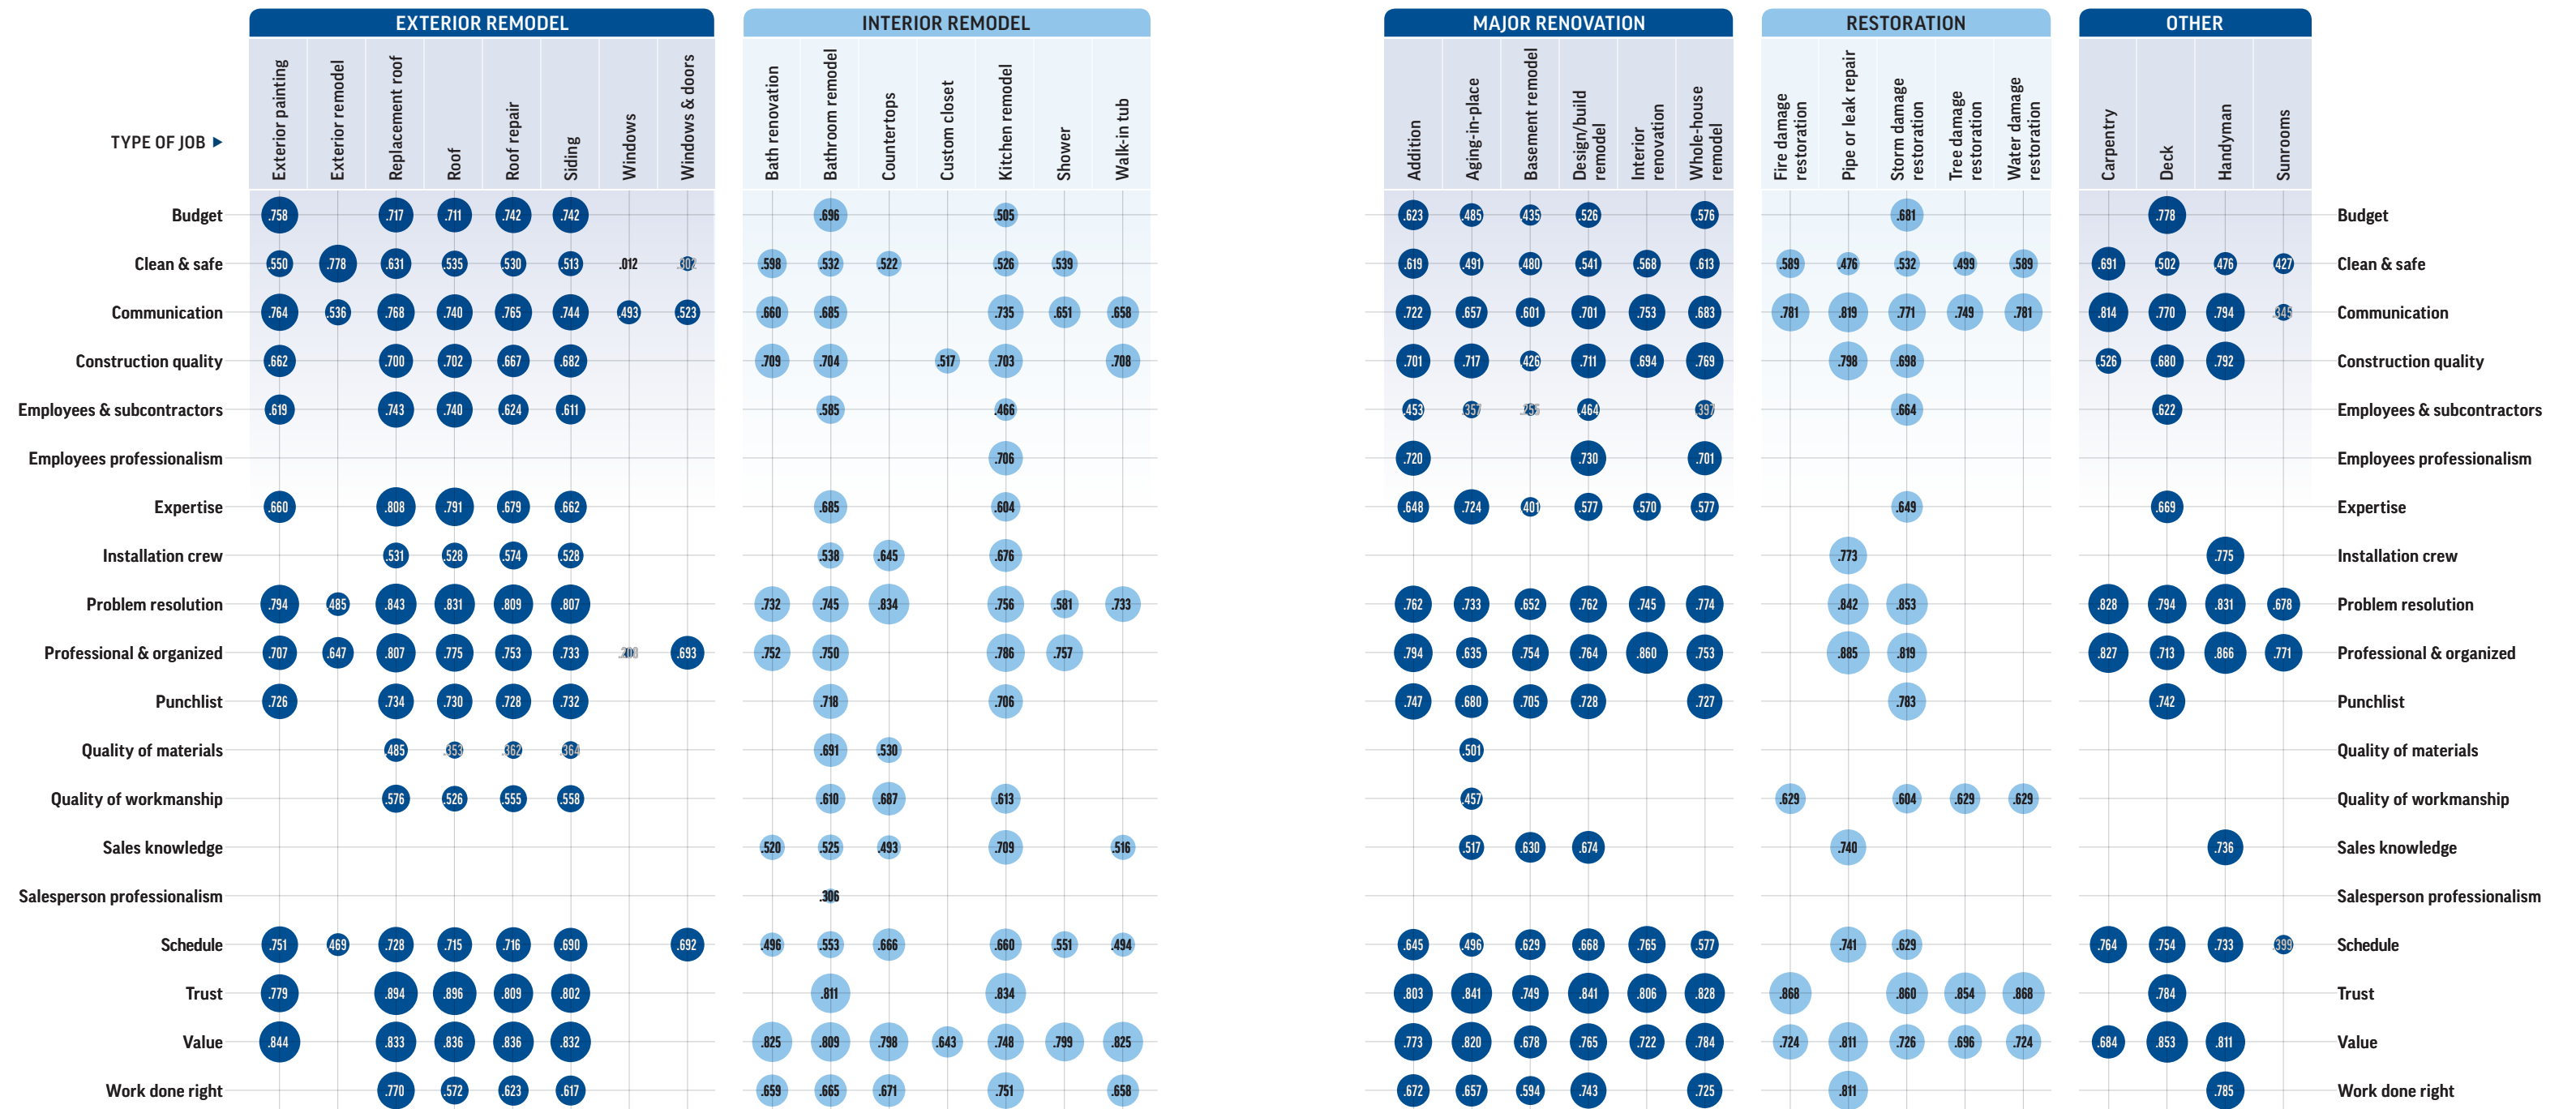 EXTERIOR REMODEL INTERIOR REMODEL MAJOR RENOVATION RESTORATION OTHER
TYPE OF JOB ▶ Exterior painting Exterior remodel Replacement roof Roof Roof repair Siding Windows Windows & doors Bath renovation Bathroom remodel Countertops Custom closet Kitchen remodel Shower Walk-in tub Addition Aging-in-place Basement remodel Design/build remodel Interior renovation Whole-house remodel Fire damage restoration Pipe or leak repair Storm damage restoration Tree damage restoration Water damage restoration Carpentry Deck Handyman Sunrooms
Budget .758 .717 .711 .742 .742 .696 .505 .623 .485 .435 .526 .576 .681 .778 Budget
Clean & safe .550 .778 .631 .535 .530 .513 .012 .598 .532 .522 .526 .539 .619 .491 .480 .541 .568 .613 .589 .476 .532 .499 .589 .691 .502 .476 .427 Clean & safe
Communication .764 .536 .768 .740 .765 .744 .493 .523 .660 .685 .735 .651 .658 .722 .657 .601 .701 .753 .683 .781 .819 .771 .749 .781 .814 .770 .794 .345 Communication
Construction quality .662 .700 .702 .667 .682 .709 .704 .517 .703 .708 .701 .717 .426 .711 .694 .769 .798 .698 .526 .680 .792 Construction quality
Employees & subcontractors .619 .743 .740 .624 .611 .585 .466 .453 .357 .464 .397 .664 .622 Employees & subcontractors
Employees professionalism .706 .720 .730 .701 Employees professionalism
Expertise .660 .808 .791 .679 .662 .685 .604 .648 .724 .401 .577 .570 .577 .649 .669 Expertise
Installation crew .531 .528 .574 .528 .538 .645 .676 .773 .775 Installation crew
Problem resolution .794 .485 .843 .831 .809 .807 .732 .745 .834 .756 .581 .733 .762 .733 .652 .762 .745 .774 .842 .853 .828 .794 .831 .678 Problem resolution
Professional & organized .707 .647 .807 .775 .753 .733 .693 .752 .750 .786 .757 .794 .635 .754 .764 .860 .753 .885 .819 .827 .713 .866 .771 Professional & organized
Punchlist .726 .734 .730 .728 .732 .718 .706 .747 .680 .705 .728 .727 .783 .742 Punchlist
Quality of materials .485 .353 .362 .364 .691 .530 .501 Quality of materials
Quality of workmanship .576 .526 .555 .558 .610 .687 .613 .457 .629 .604 .629 .629 Quality of workmanship
Sales knowledge .520 .525 .493 .709 .516 .517 .630 .674 .740 .736 Sales knowledge
Salesperson professionalism .306 Salesperson professionalism
Schedule .751 .469 .728 .715 .716 .690 .692 .496 .553 .666 .660 .551 .494 .645 .496 .629 .668 .765 .577 .741 .629 .764 .754 .733 .399 Schedule
Trust .779 .894 .896 .809 .802 .811 .834 .803 .841 .749 .841 .806 .828 .868 .860 .854 .868 .784 Trust
Value .844 .833 .836 .836 .832 .825 .809 .798 .643 .748 .799 .825 .773 .820 .678 .765 .722 .784 .724 .811 .726 .696 .724 .684 .853 .811 Value
Work done right .770 .572 .623 .617 .659 .665 .671 .751 .658 .672 .657 .594 .743 .725 .811 .785 Work done right